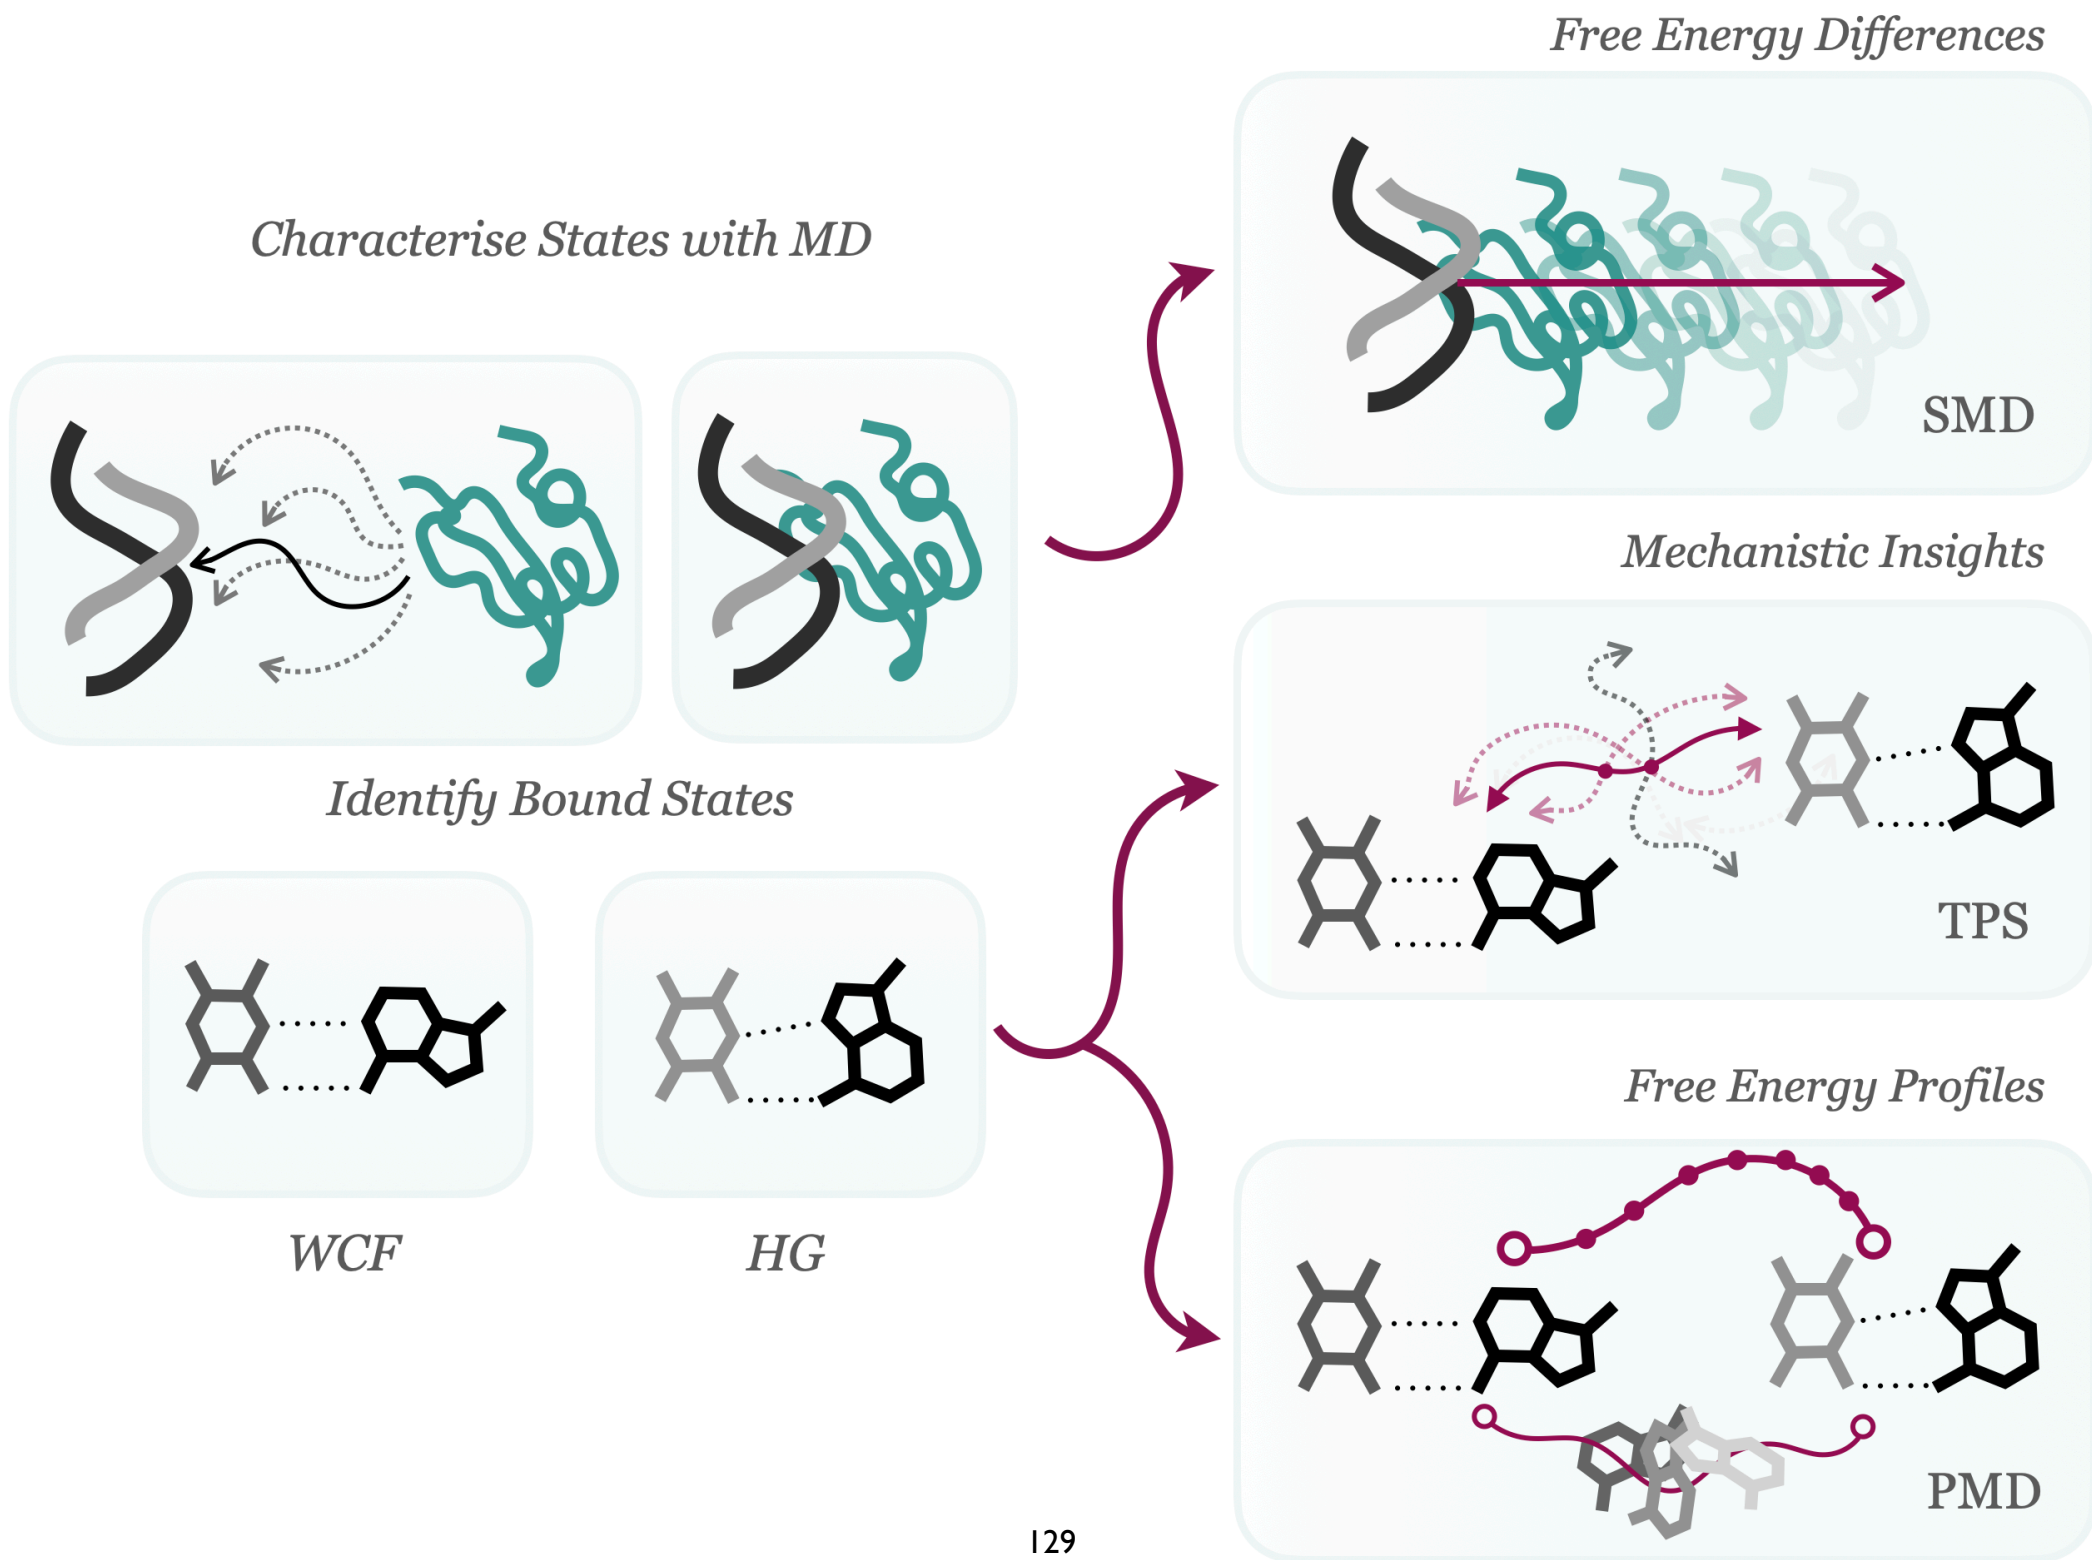 Free Energy Differences
Characterise States with MD
SMD
Mechanistic Insights
Identify Bound States
TPS
Free Energy Profiles
WCF
HG
PMD
129